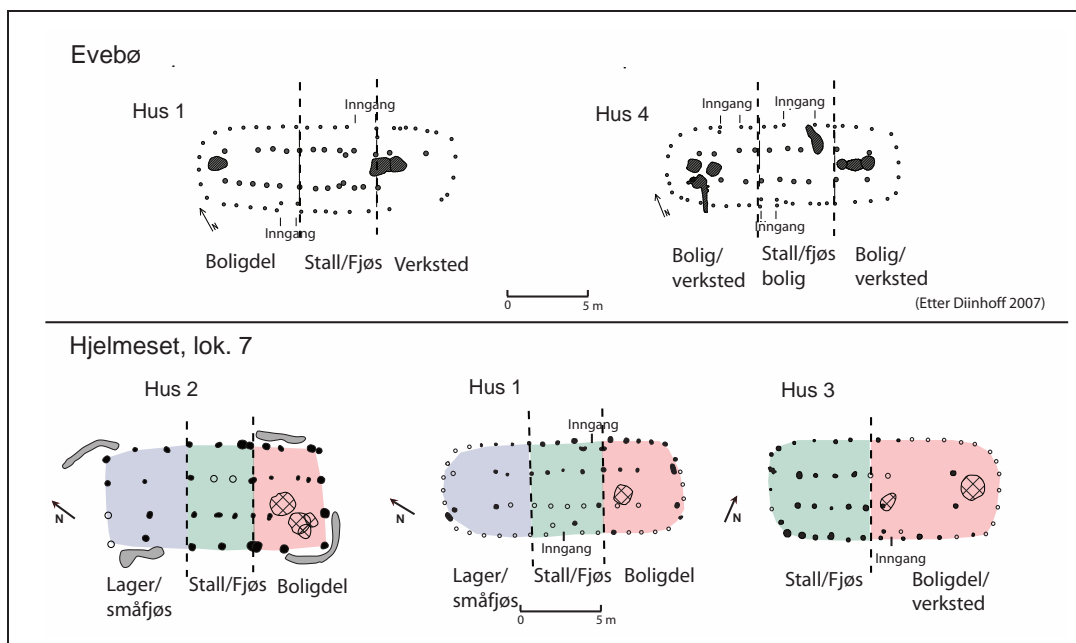 Evebø
Hus 1
Inngang
Inngang
N
Boligdel
Stall/Fjøs
Verksted
Hus 4
Inngang
Inngang
Inngang
N
Bolig/
verksted
Stall/fjøs
bolig
Bolig/
verksted
0
5 m
(Etter Diinhoff 2007)
Hjelmeset, lok. 7
Hus 2
N
Lager/
småfjøs
Stall/Fjøs
Boligdel
Hus 1
Inngang
N
Inngang
Lager/
småfjøs
Stall/Fjøs
Boligdel
0
5 m
Hus 3
N
Inngang
Stall/Fjøs
Boligdel/
verksted